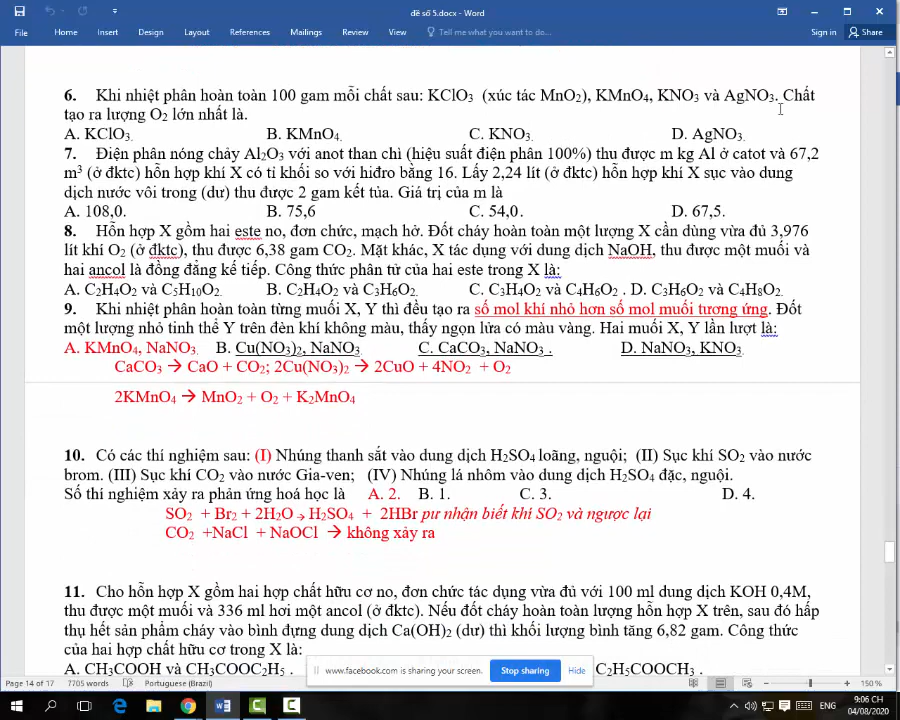 đề số 5.docx - Word
File Home Insert Design Layout References Mailings Review View Tell me what you want to do... Sign in Share
6. Khi nhiệt phân hoàn toàn 100 gam mỗi chất sau: KClO₃ (xúc tác MnO₂), KMnO₄, KNO₃ và AgNO₃. Chất
tạo ra lượng O₂ lớn nhất là.
A. KClO₃. B. KMnO₄. C. KNO₃. D. AgNO₃.
7. Điện phân nóng chảy Al₂O₃ với anot than chì (hiệu suất điện phân 100%) thu được m kg Al ở catot và 67,2
m³ (ở đktc) hỗn hợp khí X có tỉ khối so với hiđro bằng 16. Lấy 2,24 lít (ở đktc) hỗn hợp khí X sục vào dung
dịch nước vôi trong (dư) thu được 2 gam kết tủa. Giá trị của m là
A. 108,0. B. 75,6 C. 54,0. D. 67,5.
8. Hỗn hợp X gồm hai este no, đơn chức, mạch hở. Đốt cháy hoàn toàn một lượng X cần dùng vừa đủ 3,976
lít khí O₂ (ở đktc), thu được 6,38 gam CO₂. Mặt khác, X tác dụng với dung dịch NaOH, thu được một muối và
hai ancol là đồng đẳng kế tiếp. Công thức phân tử của hai este trong X là:
A. C₂H₄O₂ và C₅H₁₀O₂. B. C₂H₄O₂ và C₃H₆O₂. C. C₃H₄O₂ và C₄H₆O₂ . D. C₃H₆O₂ và C₄H₈O₂.
9. Khi nhiệt phân hoàn toàn từng muối X, Y thì đều tạo ra số mol khí nhỏ hơn số mol muối tương ứng. Đốt
một lượng nhỏ tinh thể Y trên đèn khí không màu, thấy ngọn lửa có màu vàng. Hai muối X, Y lần lượt là:
A. KMnO₄, NaNO₃. B. Cu(NO₃)₂, NaNO₃ C. CaCO₃, NaNO₃ . D. NaNO₃, KNO₃.
CaCO₃ → CaO + CO₂; 2Cu(NO₃)₂ → 2CuO + 4NO₂ + O₂
2KMnO₄ → MnO₂ + O₂ + K₂MnO₄
10. Có các thí nghiệm sau: (I) Nhúng thanh sắt vào dung dịch H₂SO₄ loãng, nguội; (II) Sục khí SO₂ vào nước
brom. (III) Sục khí CO₂ vào nước Gia-ven; (IV) Nhúng lá nhôm vào dung dịch H₂SO₄ đặc, nguội.
Số thí nghiệm xảy ra phản ứng hoá học là A. 2. B. 1. C. 3. D. 4.
SO₂ + Br₂ + 2H₂O → H₂SO₄ + 2HBr pư nhận biết khí SO₂ và ngược lại
CO₂ +NaCl + NaOCl → không xảy ra
11. Cho hỗn hợp X gồm hai hợp chất hữu cơ no, đơn chức tác dụng vừa đủ với 100 ml dung dịch KOH 0,4M,
thu được một muối và 336 ml hơi một ancol (ở đktc). Nếu đốt cháy hoàn toàn lượng hỗn hợp X trên, sau đó hấp
thụ hết sản phẩm cháy vào bình đựng dung dịch Ca(OH)₂ (dư) thì khối lượng bình tăng 6,82 gam. Công thức
của hai hợp chất hữu cơ trong X là:
A. CH₃COOH và CH₃COOC₂H₅ . C₂H₅COOCH₃ .
www.facebook.com is sharing your screen. Stop sharing Hide
Page 14 of 17 7705 words Portuguese (Brazil) 150 %
ENG 9:06 CH
04/08/2020